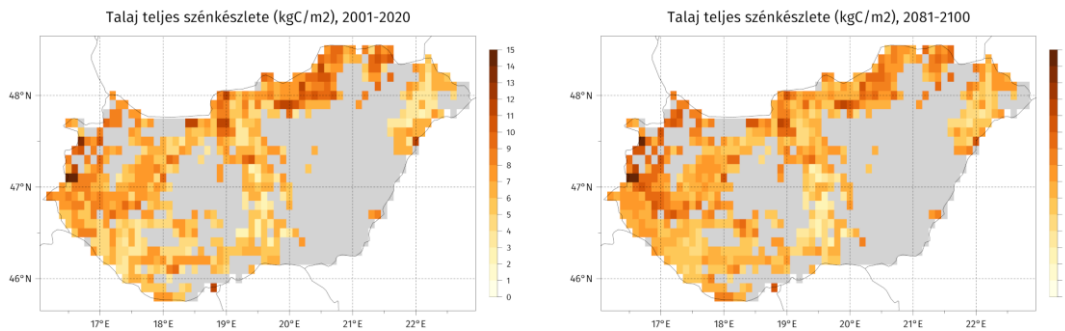 Talaj teljes szénkészlete (kgC/m2), 2001-2020
15
14
13
12
11
10
9
8
7
6
5
4
3
2
1
0
48°N
47°N
46°N
17°E 18°E 19°E 20°E 21°E 22°E
Talaj teljes szénkészlete (kgC/m2), 2081-2100
48°N
47°N
46°N
17°E 18°E 19°E 20°E 21°E 22°E